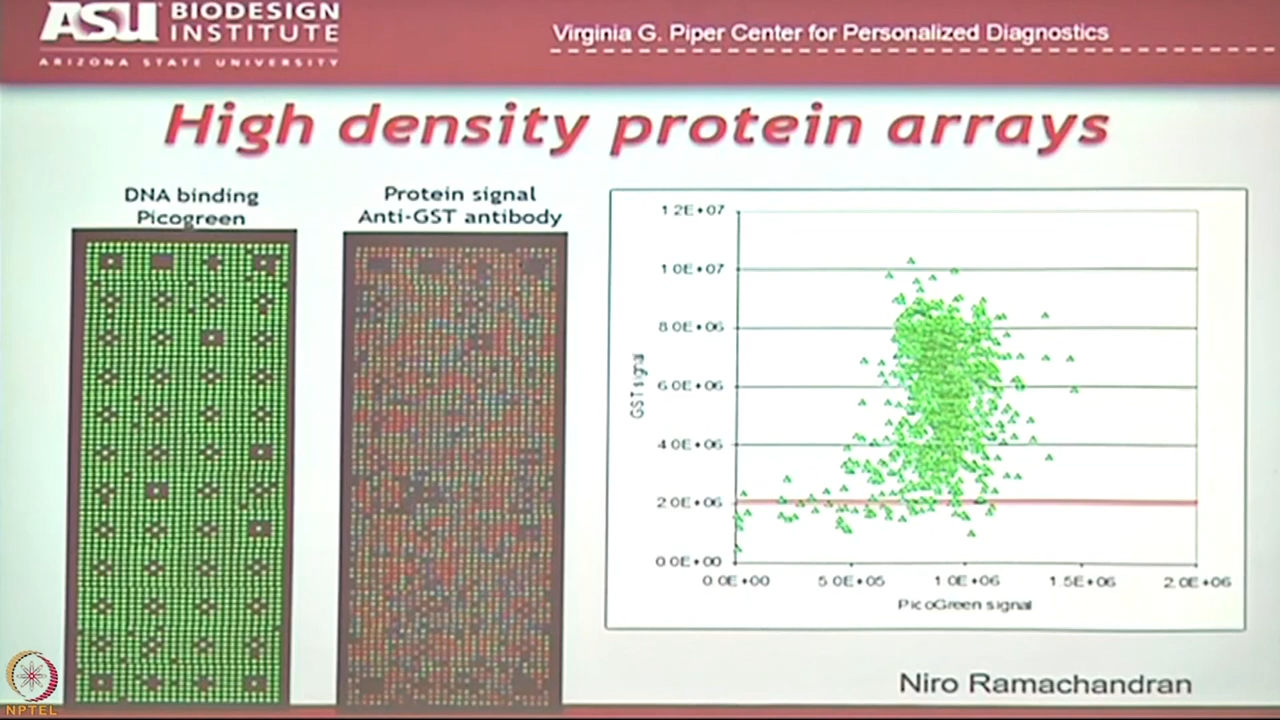 ASU BIODESIGN
INSTITUTE
ARIZONA STATE UNIVERSITY
Virginia G. Piper Center for Personalized Diagnostics
High density protein arrays
DNA binding
Picogreen
Protein signal
Anti-GST antibody
1 2E+07
1 0E+07
8.0E+06
6 0E+06
4 0E+06
2 0E+06
0 0E+00
GST signal
0 0E+00
5 0E+05
1 0E+06
1 5E+06
2 0E+06
PicoGreen signal
Niro Ramachandran
NPTEL